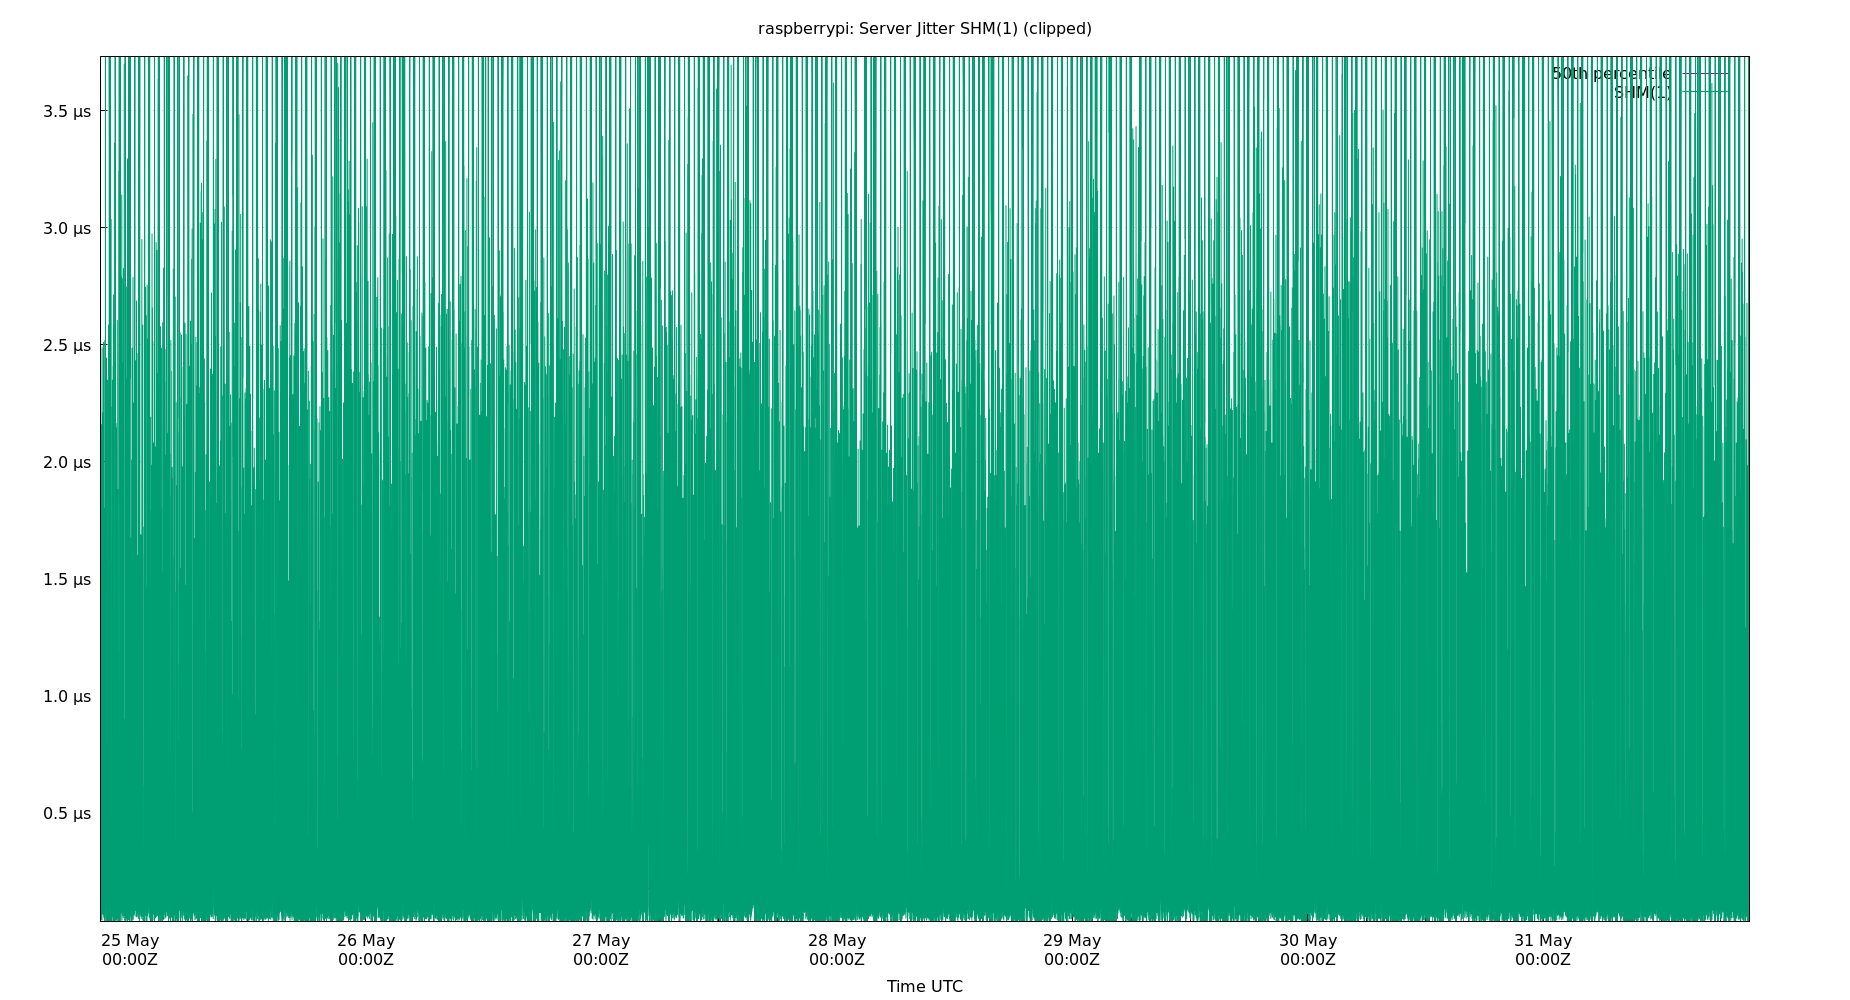 raspberrypi: Server Jitter SHM(1) (clipped)
50th percentile
SHM(1)
3.5 µs
3.0 µs
2.5 µs
2.0 µs
1.5 µs
1.0 µs
0.5 µs
25 May 26 May 27 May 28 May 29 May 30 May 31 May
00:00Z 00:00Z 00:00Z 00:00Z 00:00Z 00:00Z 00:00Z
Time UTC